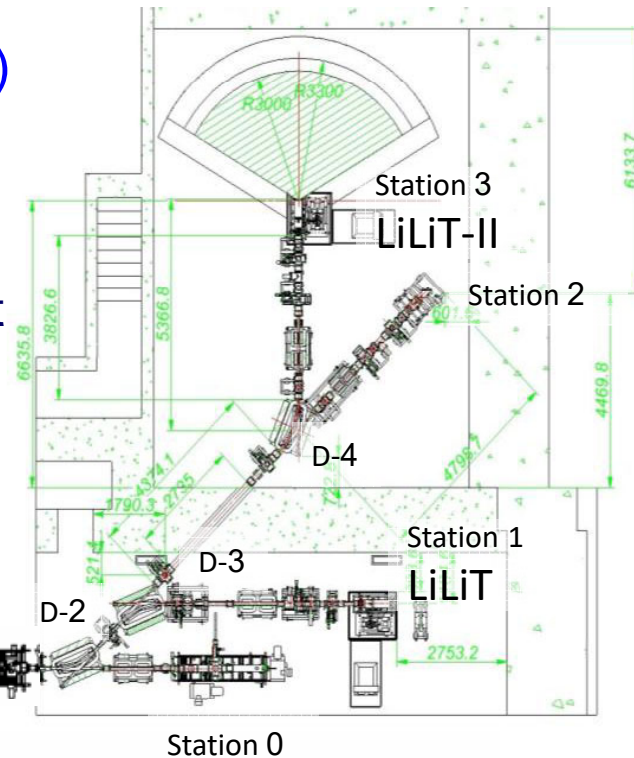 )
R3000
R3300
6133.7
Station 3
LiLiT-II
Station 2
601.6
3826.6
5366.8
6635.8
4469.8
D-4
4374.1
2735
4795.7
1790.3
Station 1
D-3
LiLiT
D-2
2753.2
Station 0